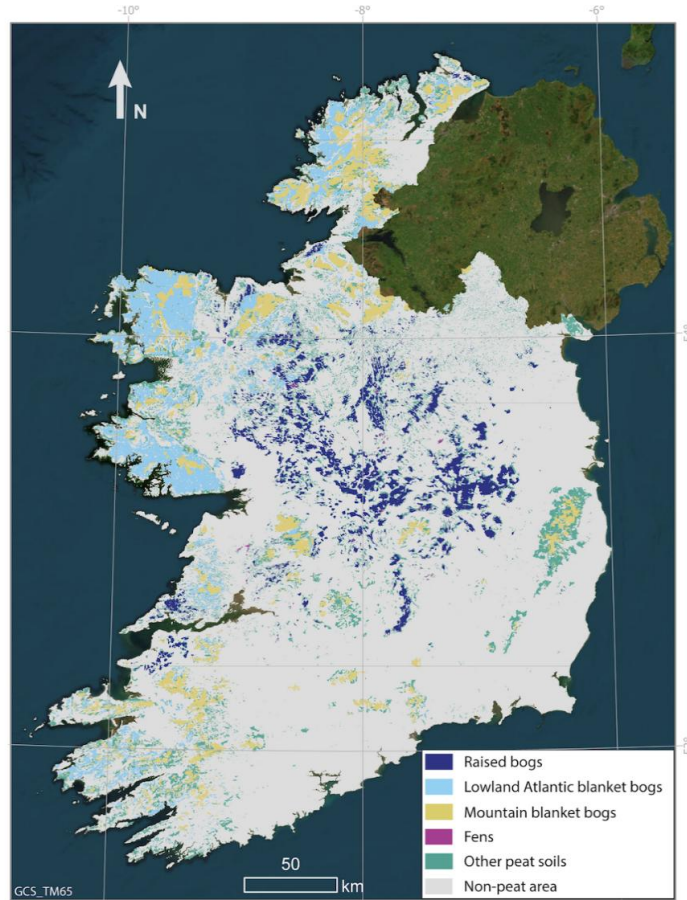 -10°
-8°
-6°
N
Raised bogs
Lowland Atlantic blanket bogs
Mountain blanket bogs
Fens
Other peat soils
Non-peat area
50
km
GCS_TM65